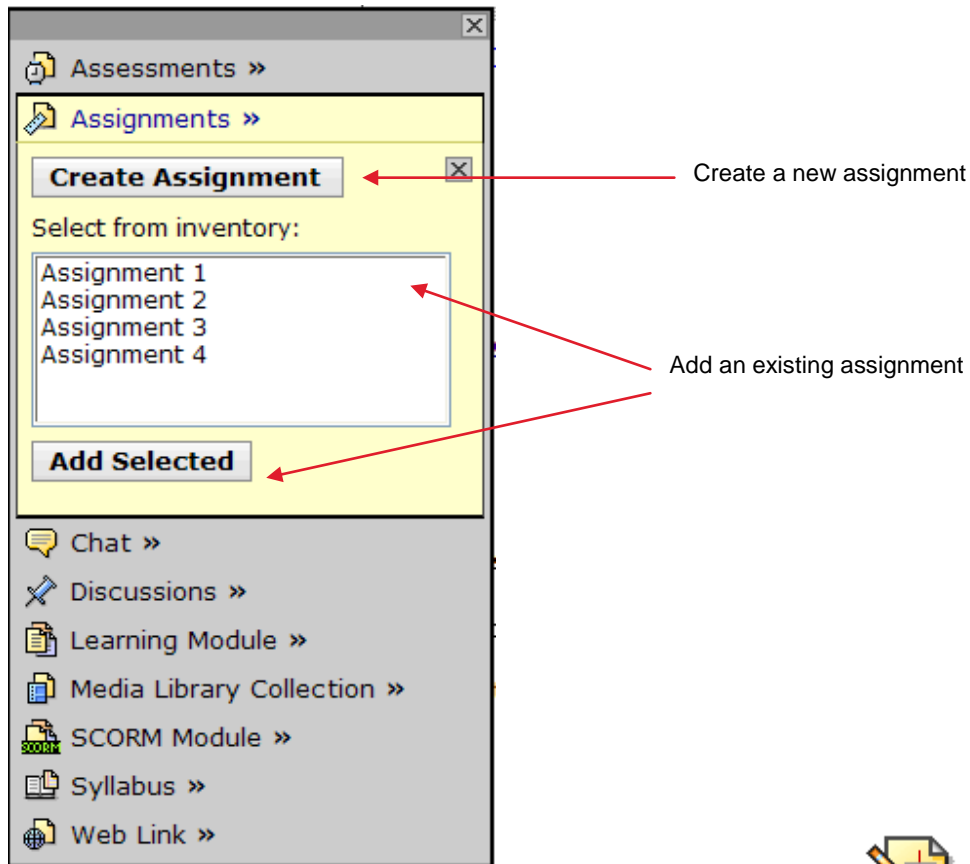 Assessments »
Assignments »
Create Assignment
Create a new assignment
Select from inventory:
Assignment 1
Assignment 2
Assignment 3
Assignment 4
Add an existing assignment
Add Selected
Chat »
Discussions »
Learning Module »
Media Library Collection »
SCORM Module »
SCORM
Syllabus »
Web Link »